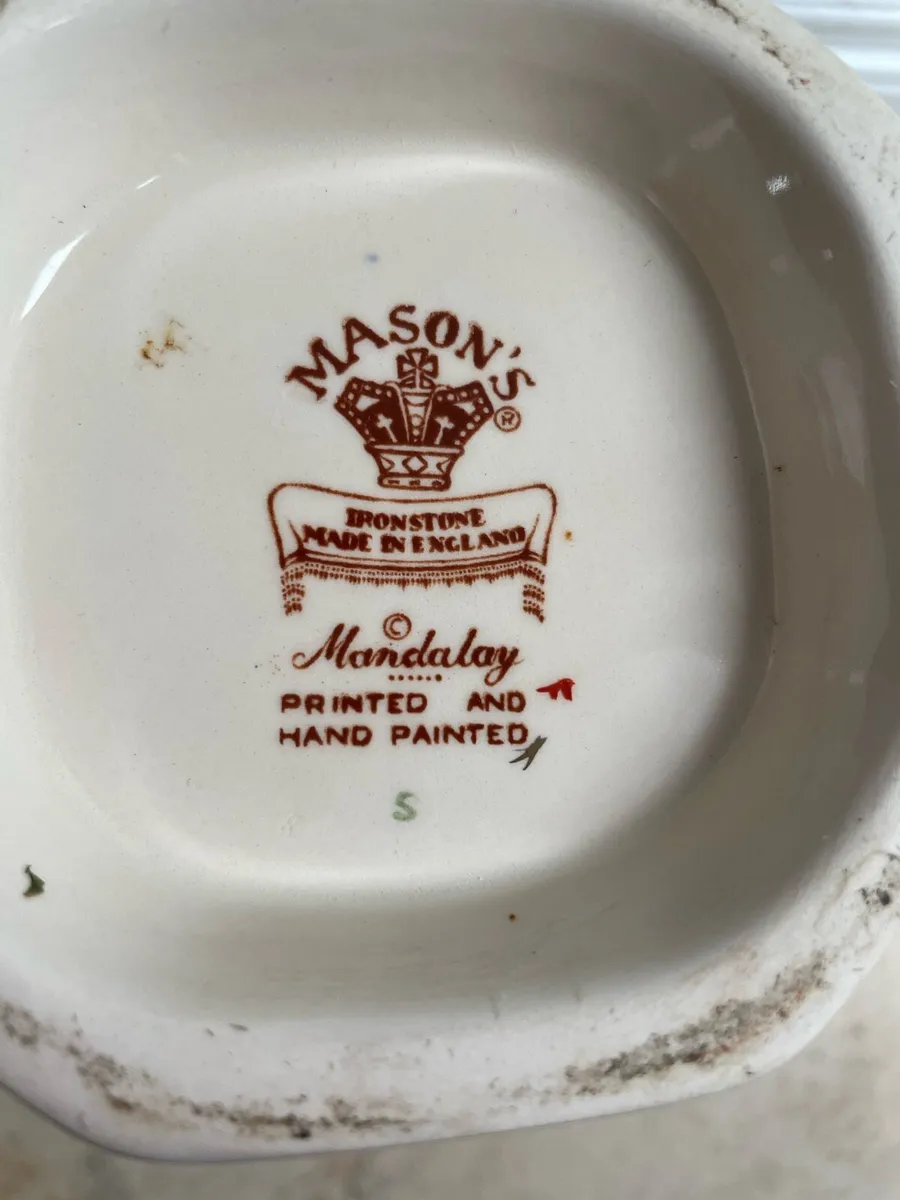 MASON'S
®
IRONSTONE
MADE IN ENGLAND
©
Mandalay
PRINTED AND
HAND PAINTED
S